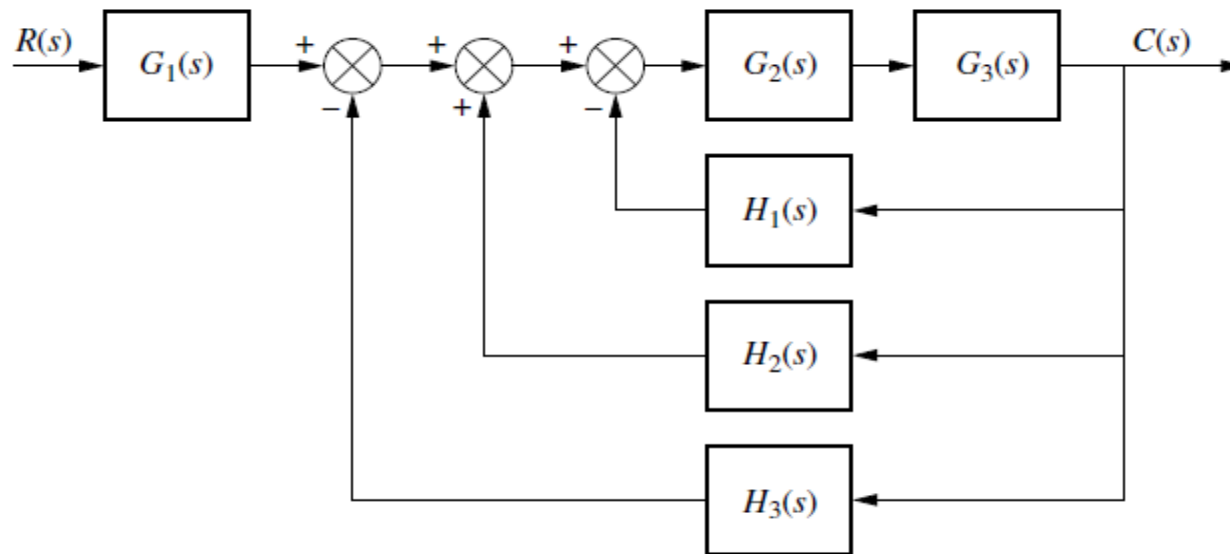 R(s)
G₁(s)
+
−
+
+
+
−
G₂(s)
G₃(s)
C(s)
H₁(s)
H₂(s)
H₃(s)